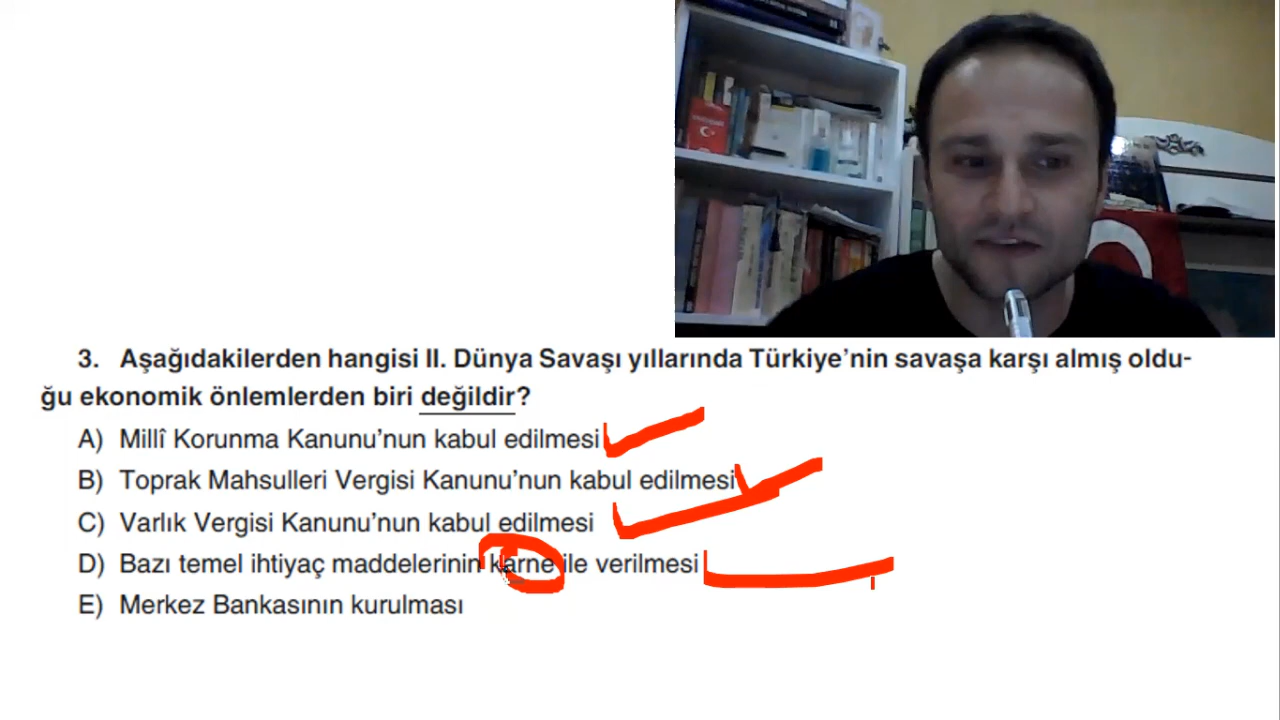 3. Aşağıdakilerden hangisi II. Dünya Savaşı yıllarında Türkiye'nin savaşa karşı almış oldu-
ğu ekonomik önlemlerden biri değildir?
A) Millî Korunma Kanunu'nun kabul edilmesi
B) Toprak Mahsulleri Vergisi Kanunu'nun kabul edilmesi
C) Varlık Vergisi Kanunu'nun kabul edilmesi
D) Bazı temel ihtiyaç maddelerinin karne ile verilmesi
E) Merkez Bankasının kurulması